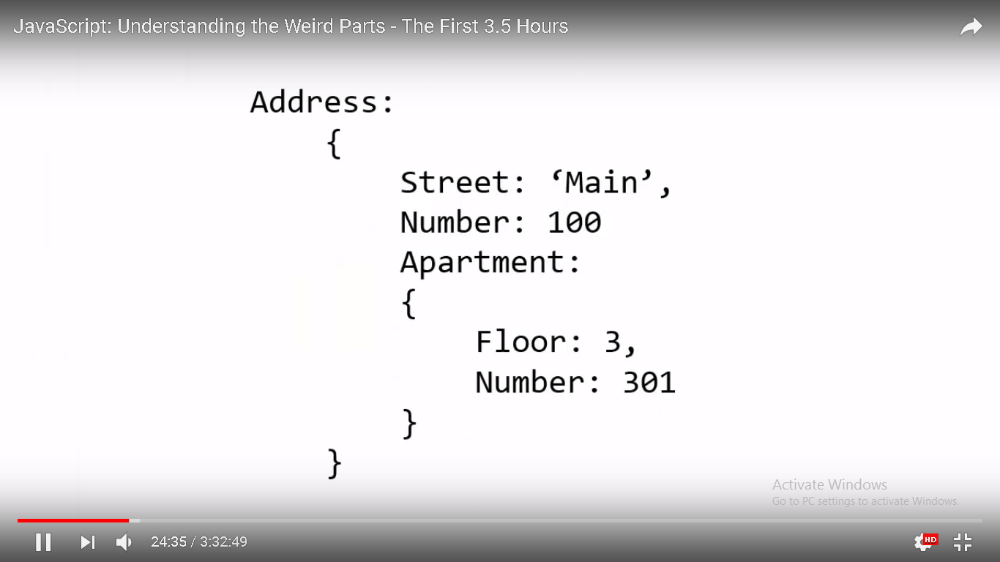 JavaScript: Understanding the Weird Parts - The First 3.5 Hours
Address:
{
Street: ‘Main’,
Number: 100
Apartment:
{
Floor: 3,
Number: 301
}
}
Activate Windows
Go to PC settings to activate Windows.
24:35 / 3:32:49
HD